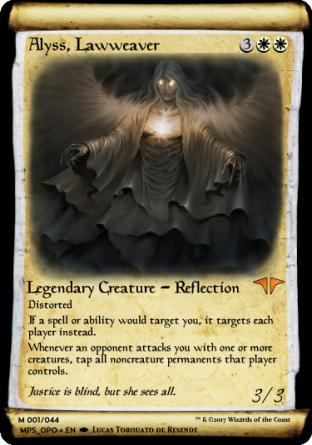 Alyss, Lawweaver 3
Legendary Creature – Reflection
Distorted
If a spell or ability would target you, it targets each
player instead.
Whenever an opponent attacks you with one or more
creatures, tap all noncreature permanents that player
controls.
Justice is blind, but she sees all.
3/3
M 001/044
MPS_OPO • EN LUCAS TORQUATO DE RESENDE
™ & ©2017 Wizards of the Coast